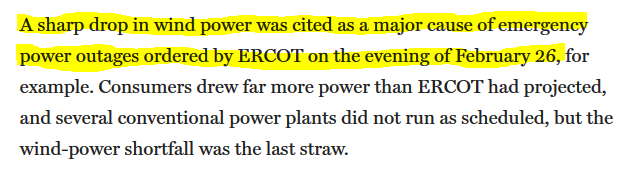 A sharp drop in wind power was cited as a major cause of emergency
power outages ordered by ERCOT on the evening of February 26, for
example. Consumers drew far more power than ERCOT had projected,
and several conventional power plants did not run as scheduled, but the
wind-power shortfall was the last straw.